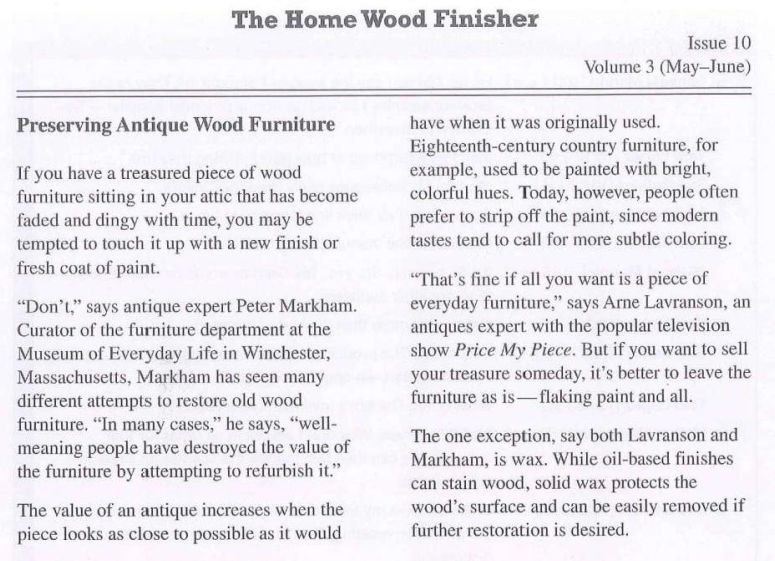 The Home Wood Finisher
Issue 10
Volume 3 (May–June)
Preserving Antique Wood Furniture
If you have a treasured piece of wood
furniture sitting in your attic that has become
faded and dingy with time, you may be
tempted to touch it up with a new finish or
fresh coat of paint.
“Don’t,” says antique expert Peter Markham.
Curator of the furniture department at the
Museum of Everyday Life in Winchester,
Massachusetts, Markham has seen many
different attempts to restore old wood
furniture. “In many cases,” he says, “well-
meaning people have destroyed the value of
the furniture by attempting to refurbish it.”
The value of an antique increases when the
piece looks as close to possible as it would
have when it was originally used.
Eighteenth-century country furniture, for
example, used to be painted with bright,
colorful hues. Today, however, people often
prefer to strip off the paint, since modern
tastes tend to call for more subtle coloring.
“That’s fine if all you want is a piece of
everyday furniture,” says Arne Lavranson, an
antiques expert with the popular television
show Price My Piece. But if you want to sell
your treasure someday, it’s better to leave the
furniture as is—flaking paint and all.
The one exception, say both Lavranson and
Markham, is wax. While oil-based finishes
can stain wood, solid wax protects the
wood’s surface and can be easily removed if
further restoration is desired.